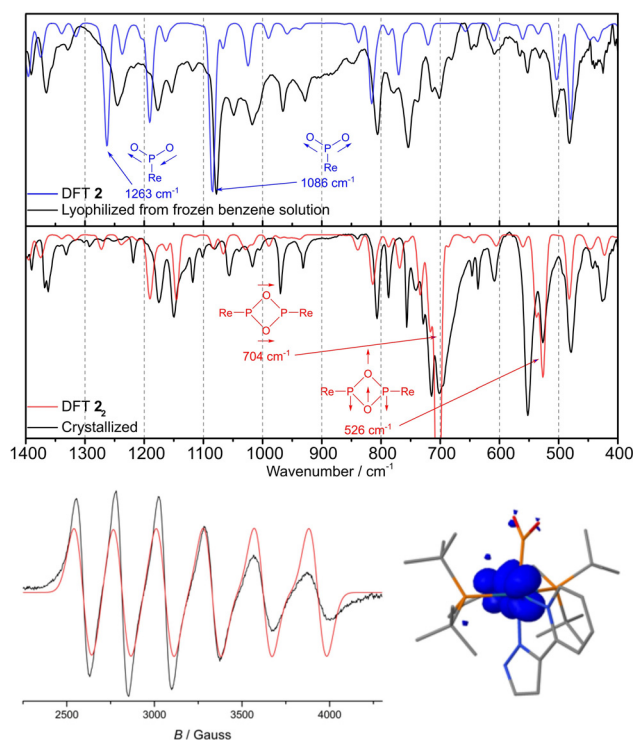 O O
P
Re
1263 cm⁻¹
O O
P
Re
1086 cm⁻¹
DFT 2
Lyophilized from frozen benzene solution
O
Re P P Re
O
704 cm⁻¹
O
Re P P Re
O
526 cm⁻¹
DFT 2₂
Crystallized
1400 1300 1200 1100 1000 900 800 700 600 500 400
Wavenumber / cm⁻¹
2500 3000 3500 4000
B / Gauss